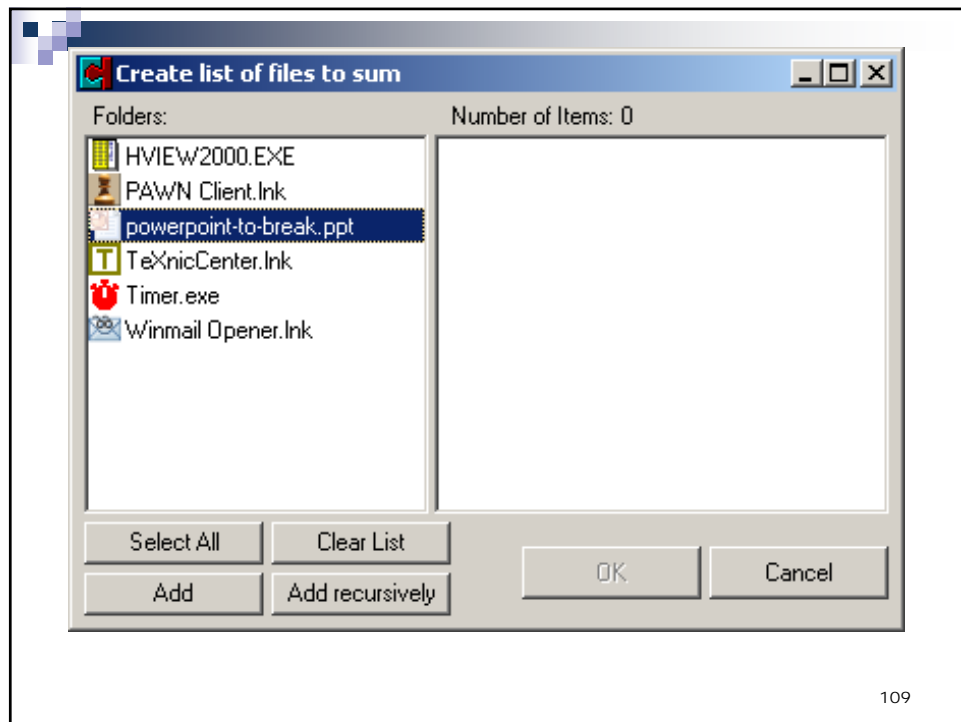 Create list of files to sum
Folders:
Number of Items: 0
HVIEW2000.EXE
PAWN Client.lnk
powerpoint-to-break.ppt
TeXnicCenter.lnk
Timer.exe
Winmail Opener.lnk
Select All
Clear List
Add
Add recursively
OK
Cancel
109